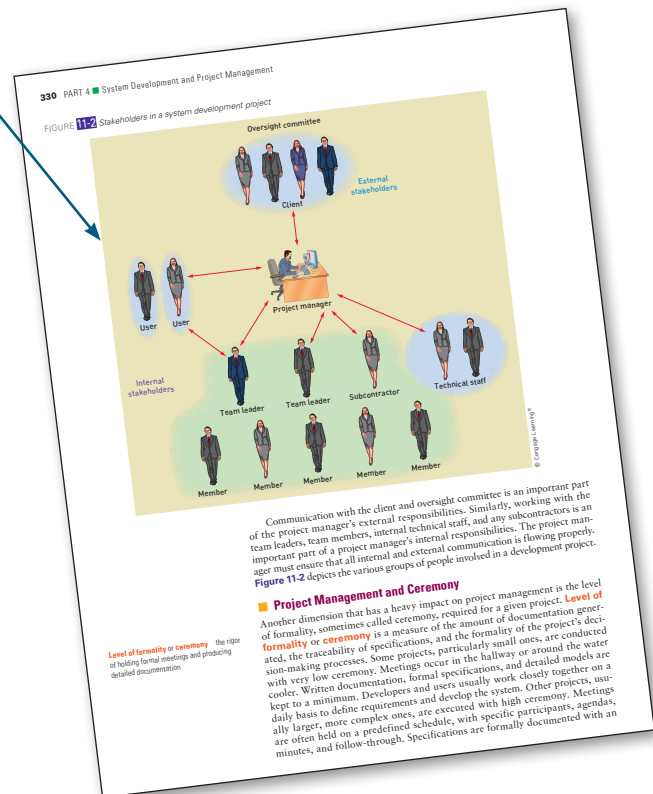 330 PART 4 ■ System Development and Project Management
FIGURE 11-2 Stakeholders in a system development project
Oversight committee
Client
External
stakeholders
Project manager
User
User
Internal
stakeholders
Team leader
Team leader
Subcontractor
Technical staff
Member
Member
Member
Member
Member
© Cengage Learning®
Communication with the client and oversight committee is an important part
of the project manager's external responsibilities. Similarly, working with the
team leaders, team members, internal technical staff, and any subcontractors is an
important part of a project manager's internal responsibilities. The project man-
ager must ensure that all internal and external communication is flowing properly.
Figure 11-2 depicts the various groups of people involved in a development project.
■ Project Management and Ceremony
Another dimension that has a heavy impact on project management is the level
of formality, sometimes called ceremony, required for a given project. Level of
formality or ceremony is a measure of the amount of documentation gener-
ated, the traceability of specifications, and the formality of the project's deci-
sion-making processes. Some projects, particularly small ones, are conducted
with very low ceremony. Meetings occur in the hallway or around the water
cooler. Written documentation, formal specifications, and detailed models are
kept to a minimum. Developers and users usually work closely together on a
daily basis to define requirements and develop the system. Other projects, usu-
ally larger, more complex ones, are executed with high ceremony. Meetings
are often held on a predefined schedule, with specific participants, agendas,
minutes, and follow-through. Specifications are formally documented with an
Level of formality or ceremony the rigor
of holding formal meetings and producing
detailed documentation